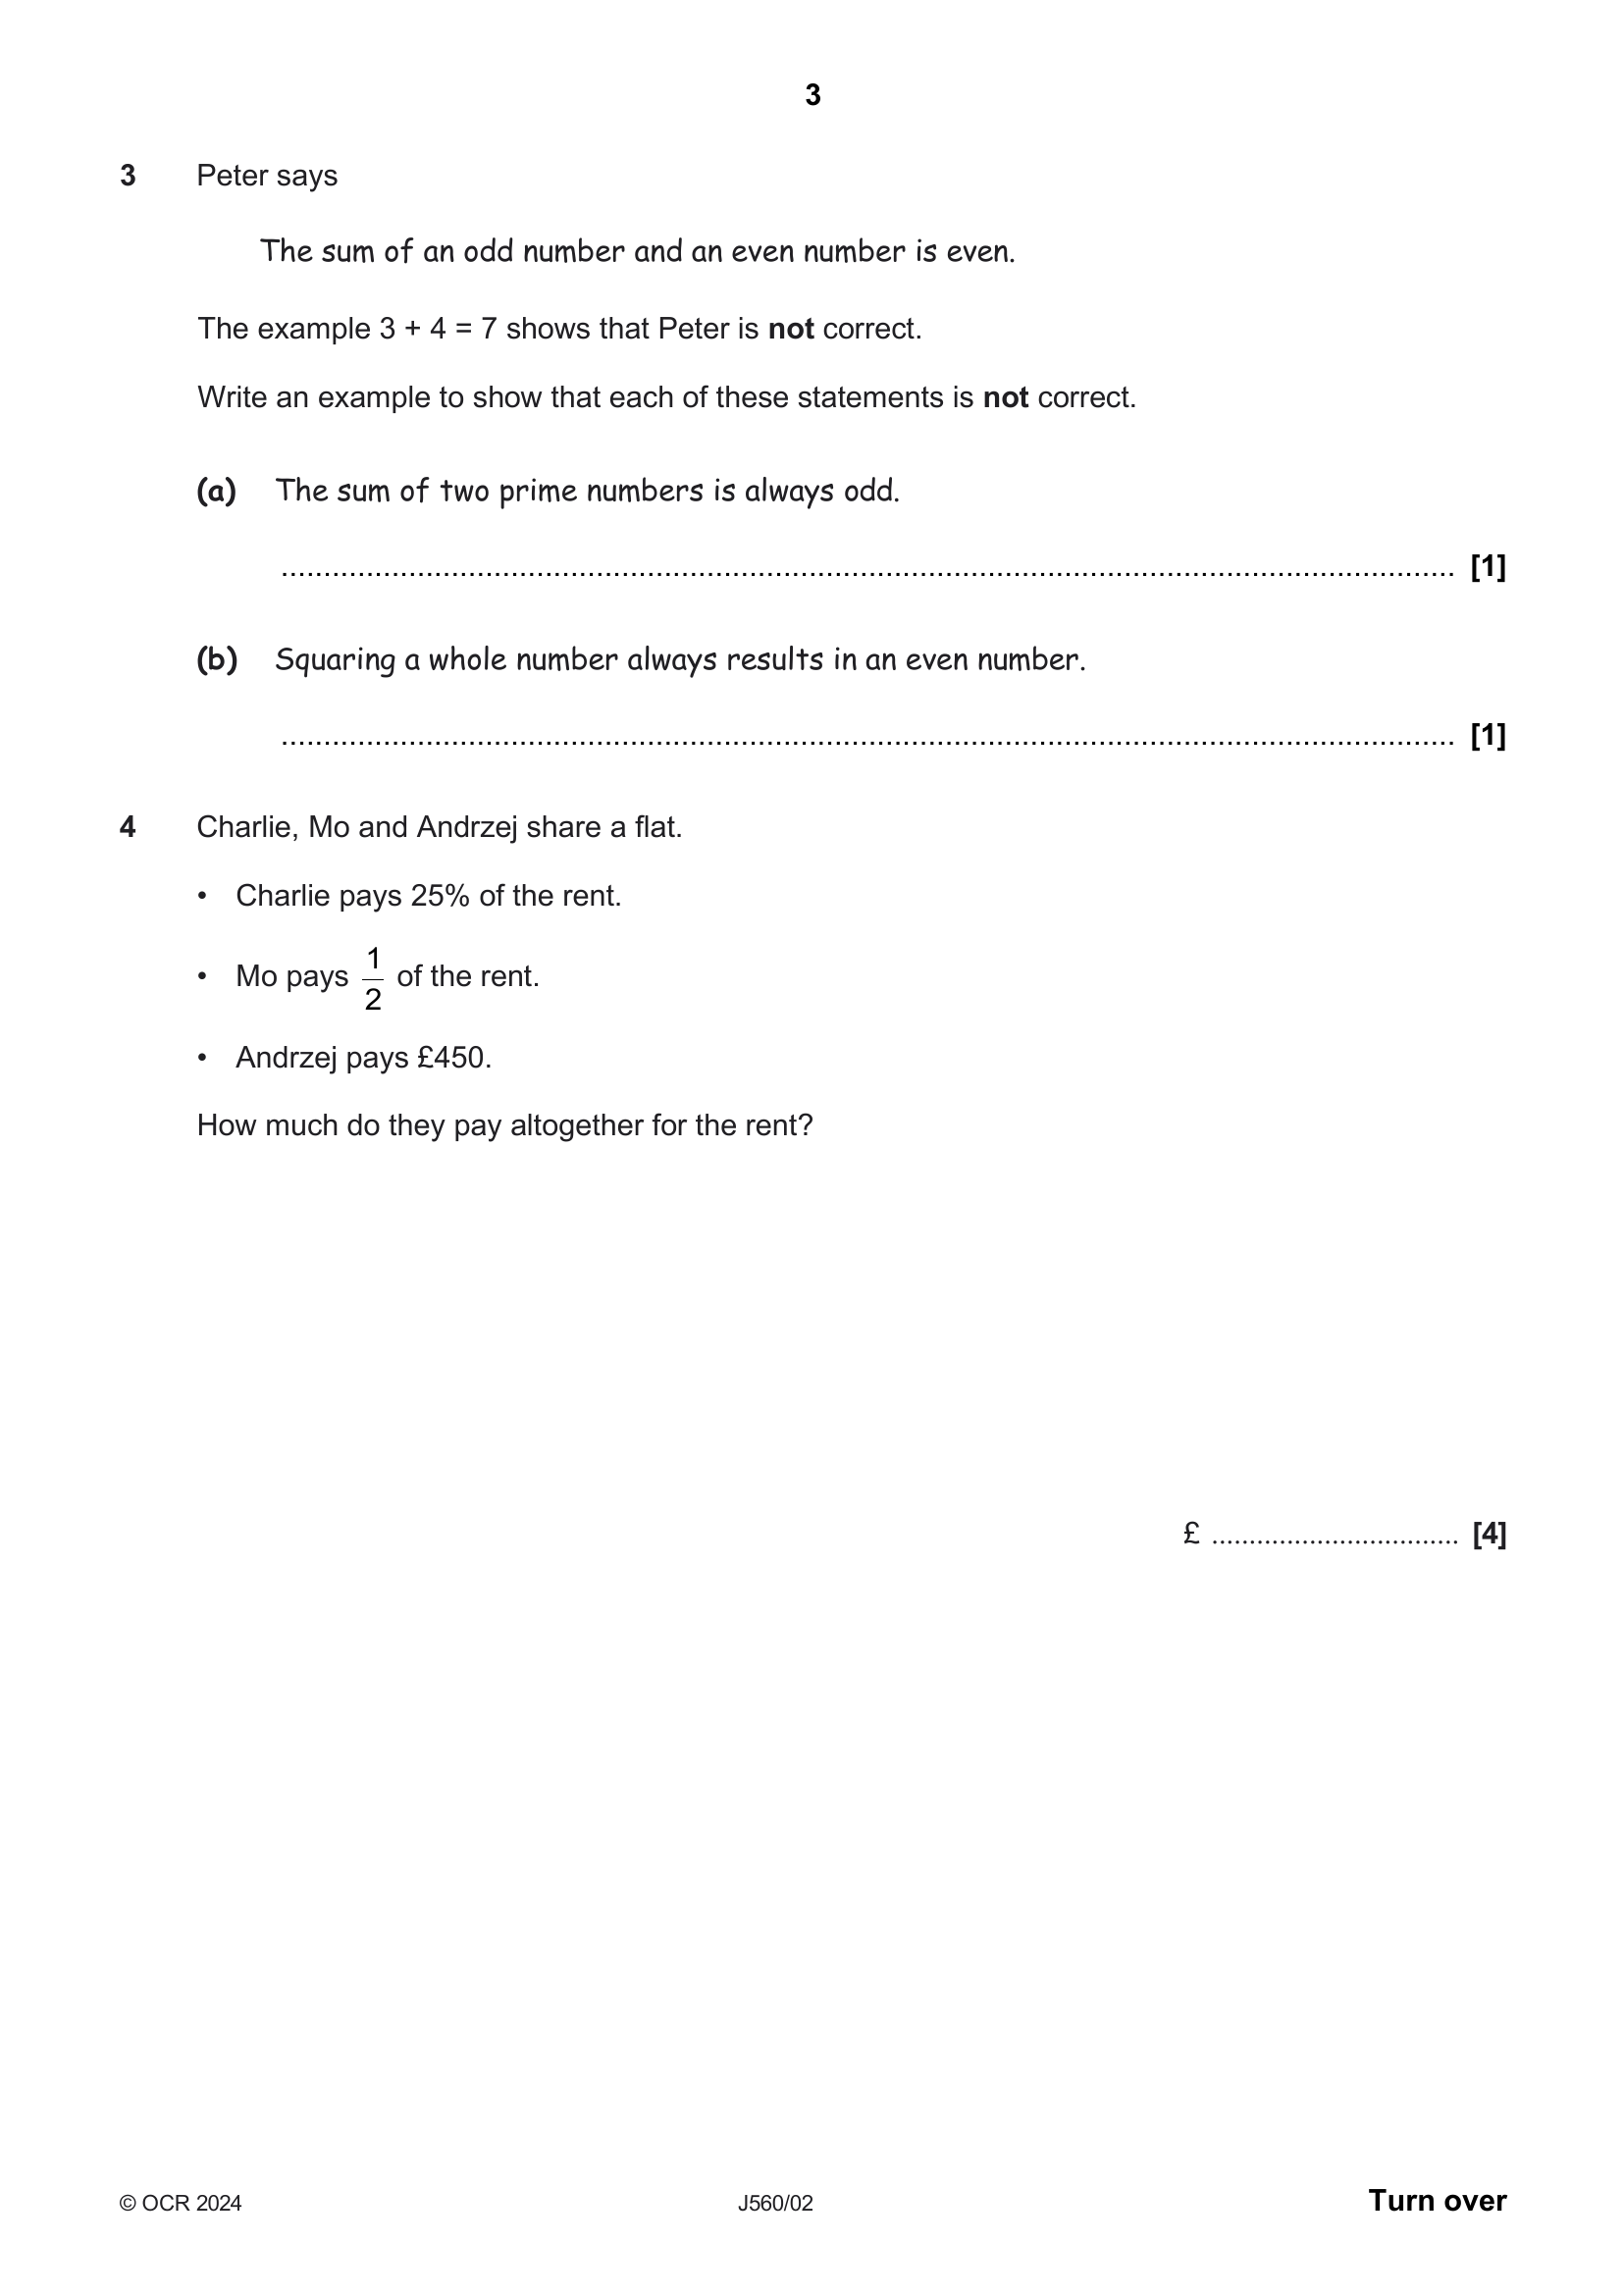 3
3 Peter says
The sum of an odd number and an even number is even.
The example 3 + 4 = 7 shows that Peter is not correct.
Write an example to show that each of these statements is not correct.
(a) The sum of two prime numbers is always odd.
.......................................................................................................................................... [1]
(b) Squaring a whole number always results in an even number.
.......................................................................................................................................... [1]
4 Charlie, Mo and Andrzej share a flat.
• Charlie pays 25% of the rent.
• Mo pays 1/2 of the rent.
• Andrzej pays £450.
How much do they pay altogether for the rent?
£ ................................. [4]
© OCR 2024 J560/02 Turn over